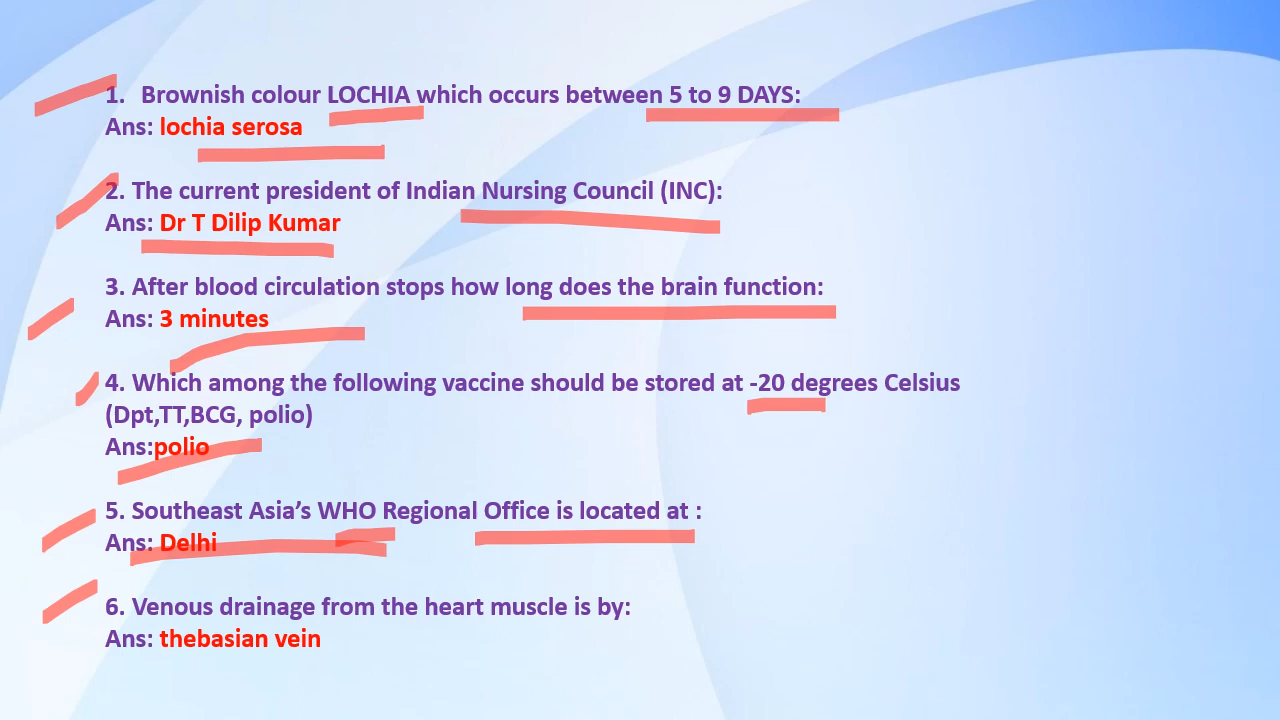 1. Brownish colour LOCHIA which occurs between 5 to 9 DAYS:
Ans: lochia serosa
2. The current president of Indian Nursing Council (INC):
Ans: Dr T Dilip Kumar
3. After blood circulation stops how long does the brain function:
Ans: 3 minutes
4. Which among the following vaccine should be stored at -20 degrees Celsius
(Dpt,TT,BCG, polio)
Ans:polio
5. Southeast Asia’s WHO Regional Office is located at :
Ans: Delhi
6. Venous drainage from the heart muscle is by:
Ans: thebasian vein